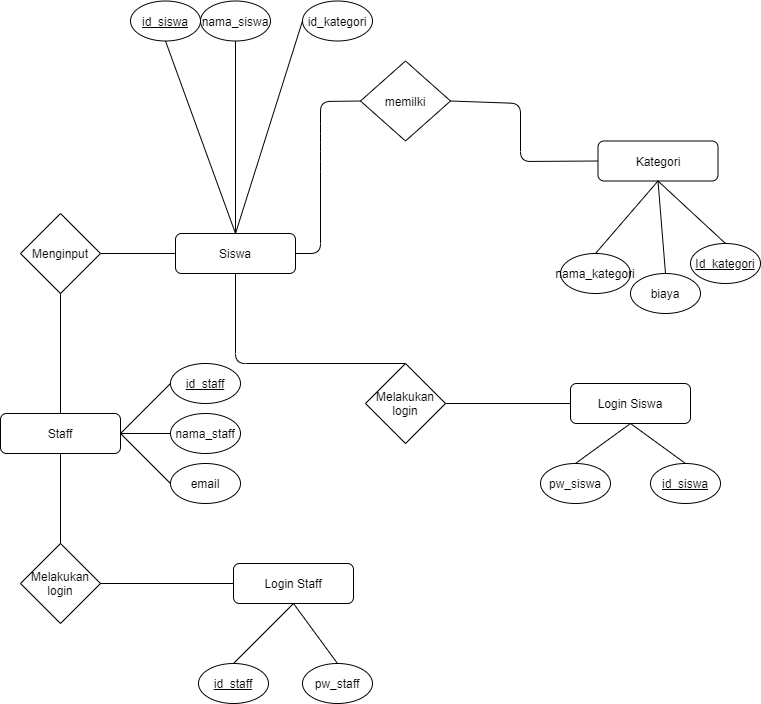 id_siswa
nama_siswa
id_kategori
memilki
Kategori
Menginput
Siswa
nama_kategori
Id_kategori
biaya
id_staff
Melakukan
login
Login Siswa
Staff
nama_staff
email
pw_siswa
id_siswa
Melakukan
login
Login Staff
id_staff
pw_staff